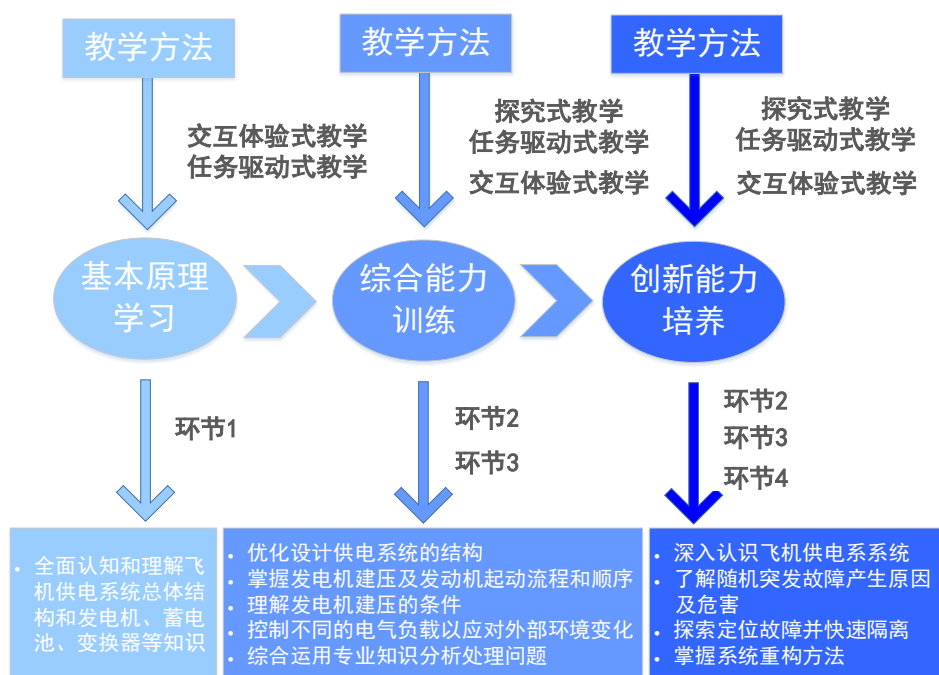 教学方法
教学方法
教学方法
交互体验式教学
任务驱动式教学
探究式教学
任务驱动式教学
交互体验式教学
探究式教学
任务驱动式教学
交互体验式教学
基本原理
学习
综合能力
训练
创新能力
培养
环节1
环节2
环节3
环节2
环节3
环节4
• 全面认知和理解飞
机供电系统总体结
构和发电机、蓄电
池、变换器等知识
• 优化设计供电系统的结构
• 掌握发电机建压及发动机起动流程和顺序
• 理解发电机建压的条件
• 控制不同的电气负载以应对外部环境变化
• 综合运用专业知识分析处理问题
• 深入认识飞机供电系系统
• 了解随机突发故障产生原因
及危害
• 探索定位故障并快速隔离
• 掌握系统重构方法